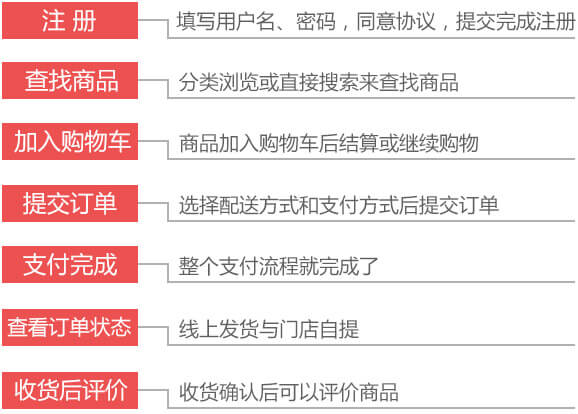 注 册
填写用户名、密码，同意协议，提交完成注册
查找商品
分类浏览或直接搜索来查找商品
加入购物车
商品加入购物车后结算或继续购物
提交订单
选择配送方式和支付方式后提交订单
支付完成
整个支付流程就完成了
查看订单状态
线上发货与门店自提
收货后评价
收货确认后可以评价商品